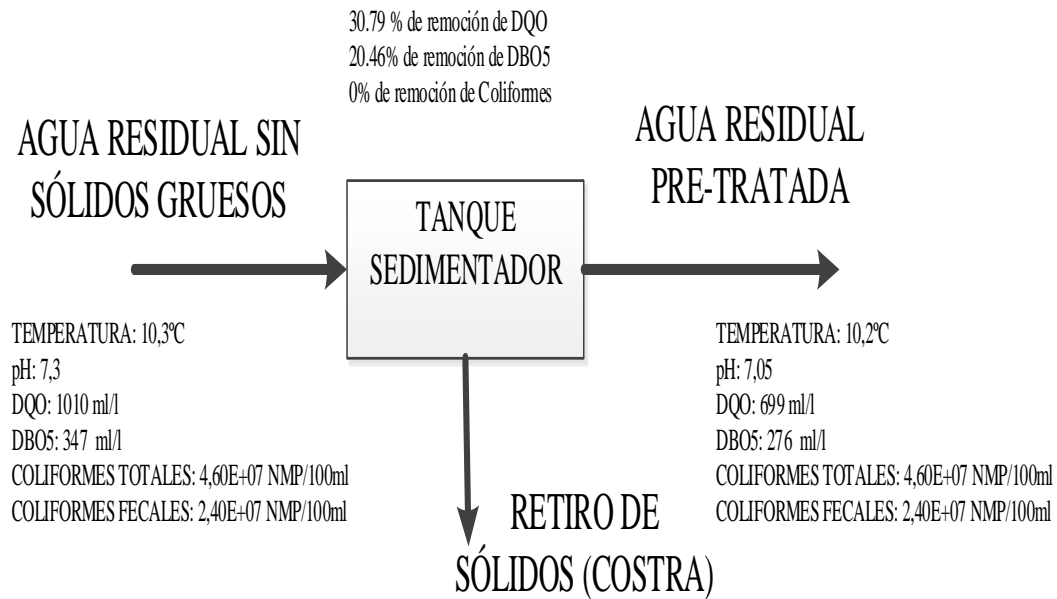 30.79 % de remoción de DQO
20.46% de remoción de DBO5
0% de remoción de Coliformes
AGUA RESIDUAL SIN
SÓLIDOS GRUESOS
TANQUE
SEDIMENTADOR
AGUA RESIDUAL
PRE-TRATADA
TEMPERATURA: 10,3ºC
pH: 7,3
DQO: 1010 ml/l
DBO5: 347 ml/l
COLIFORMES TOTALES: 4,60E+07 NMP/100ml
COLIFORMES FECALES: 2,40E+07 NMP/100ml
TEMPERATURA: 10,2ºC
pH: 7,05
DQO: 699 ml/l
DBO5: 276 ml/l
COLIFORMES TOTALES: 4,60E+07 NMP/100ml
COLIFORMES FECALES: 2,40E+07 NMP/100ml
RETIRO DE
SÓLIDOS (COSTRA)